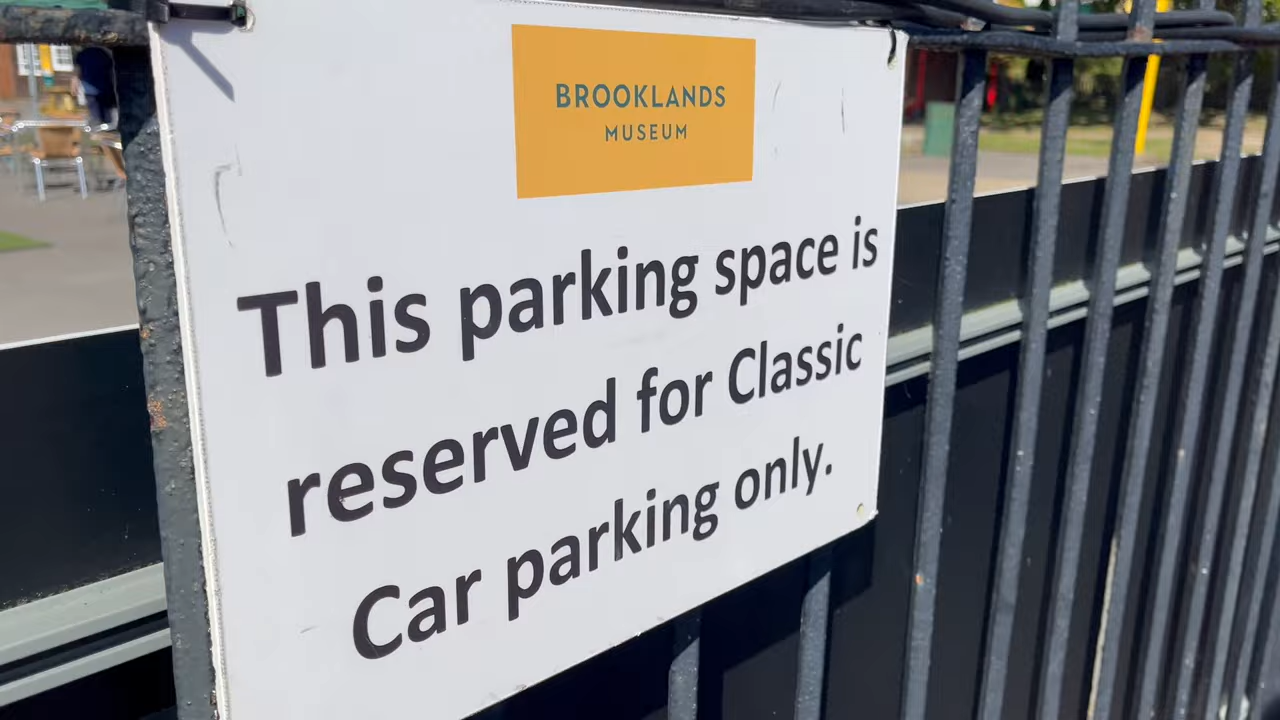 BROOKLANDS
MUSEUM
This parking space is
reserved for Classic
Car parking only.